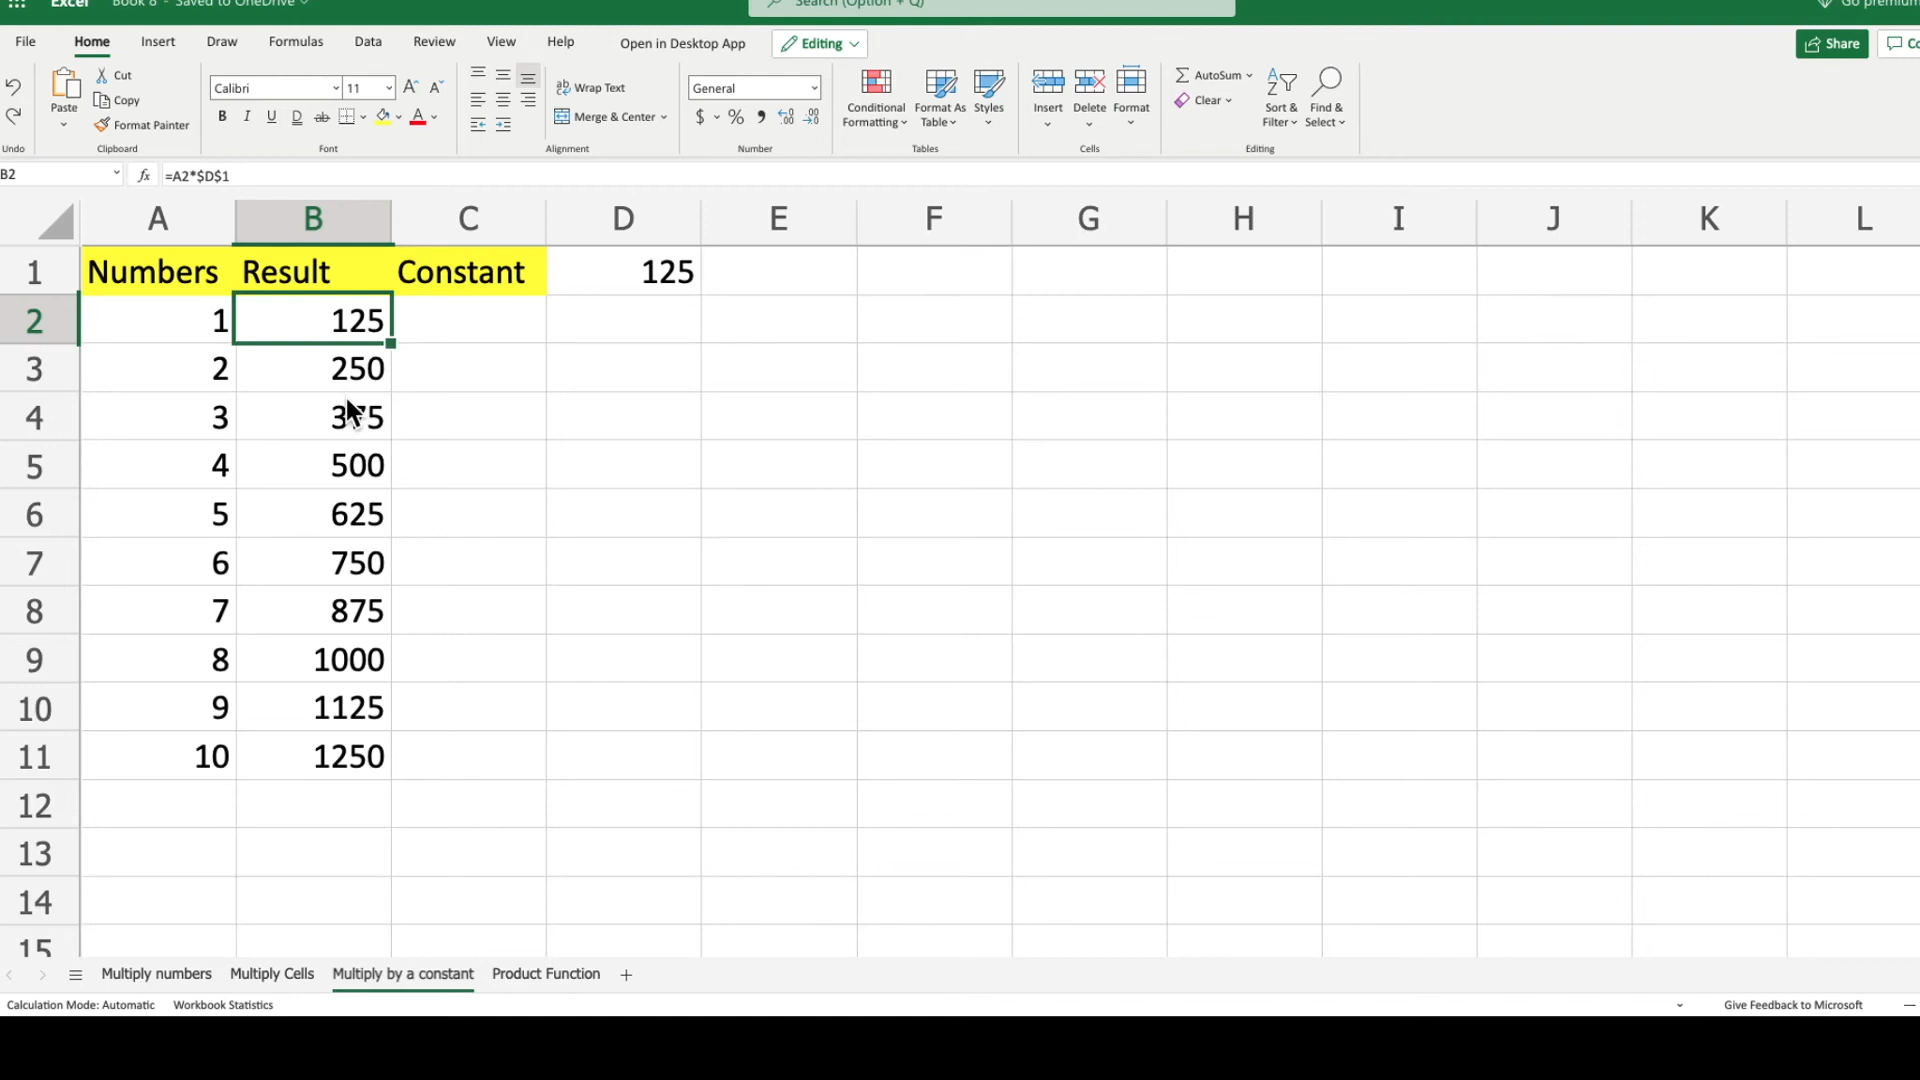 Excel Book 8 - Saved to OneDrive
Search (Option + Q)
Go premium
File Home Insert Draw Formulas Data Review View Help Open in Desktop App Editing
Share
Paste
Cut
Copy
Format Painter
Calibri 11
B I U D ab A
Wrap Text
Merge & Center
General
$ % ,
Conditional Formatting
Format As Table
Styles
Insert Delete Format
AutoSum
Clear
Sort & Filter
Find & Select
Undo Clipboard Font Alignment Number Tables Cells Editing
B2 fx =A2*$D$1
A B C D E F G H I J K L
1 Numbers Result Constant 125
2 1 125
3 2 250
4 3 375
5 4 500
6 5 625
7 6 750
8 7 875
9 8 1000
10 9 1125
11 10 1250
12
13
14
15
Multiply numbers Multiply Cells Multiply by a constant Product Function +
Calculation Mode: Automatic Workbook Statistics Give Feedback to Microsoft